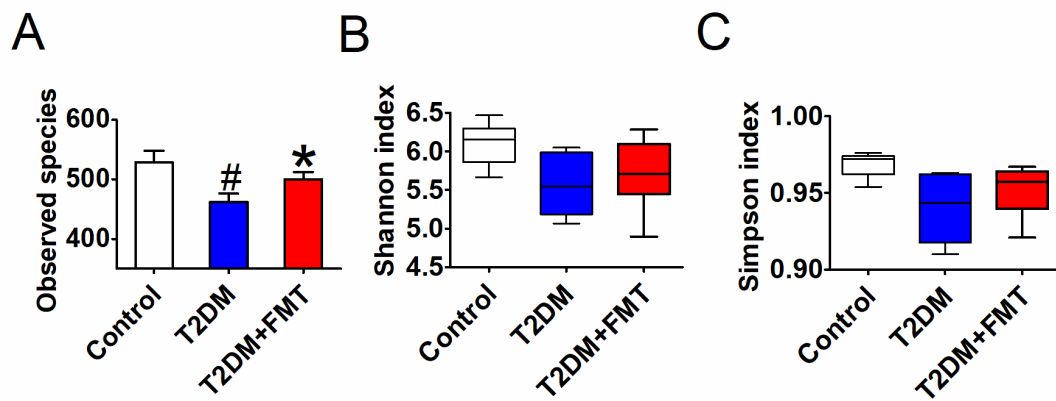 A
Observed species
600
500
400
#
*
Control
T2DM
T2DM+FMT
B
Shannon index
6.5
6.0
5.5
5.0
4.5
Control
T2DM
T2DM+FMT
C
Simpson index
1.00
0.95
0.90
Control
T2DM
T2DM+FMT